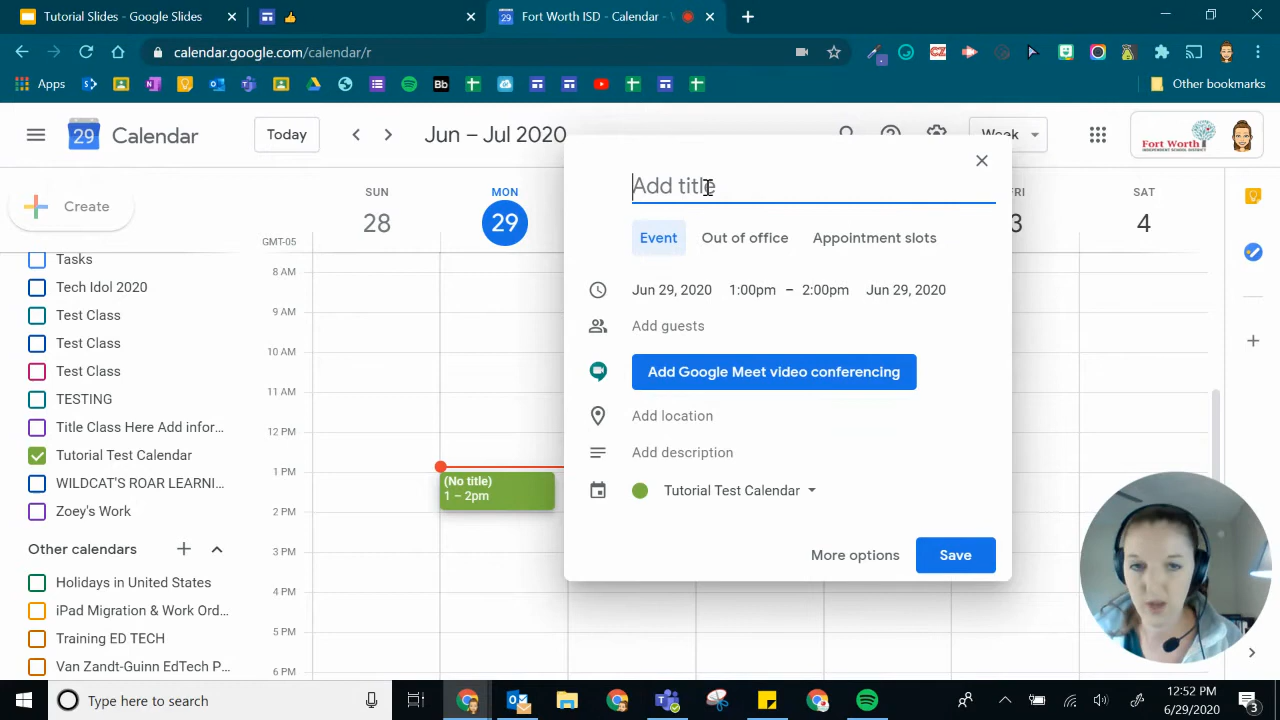 Tutorial Slides - Google Slides
Fort Worth ISD - Calendar -
calendar.google.com/calendar/r
Apps
Bb
Other bookmarks
29
Calendar
Today
Jun – Jul 2020
Week
Fort Worth
INDEPENDENT SCHOOL DISTRICT
Create
SUN
28
MON
29
FRI
3
SAT
4
GMT-05
8 AM
9 AM
10 AM
11 AM
12 PM
1 PM
2 PM
3 PM
4 PM
5 PM
6 PM
Tasks
Tech Idol 2020
Test Class
Test Class
Test Class
TESTING
Title Class Here Add infor...
Tutorial Test Calendar
WILDCAT'S ROAR LEARNI...
Zoey's Work
Other calendars
Holidays in United States
iPad Migration & Work Ord...
Training ED TECH
Van Zandt-Guinn EdTech P...
(No title)
1 – 2pm
Add title
Event
Out of office
Appointment slots
Jun 29, 2020
1:00pm
–
2:00pm
Jun 29, 2020
Add guests
Add Google Meet video conferencing
Add location
Add description
Tutorial Test Calendar
More options
Save
Type here to search
12:52 PM
6/29/2020
3